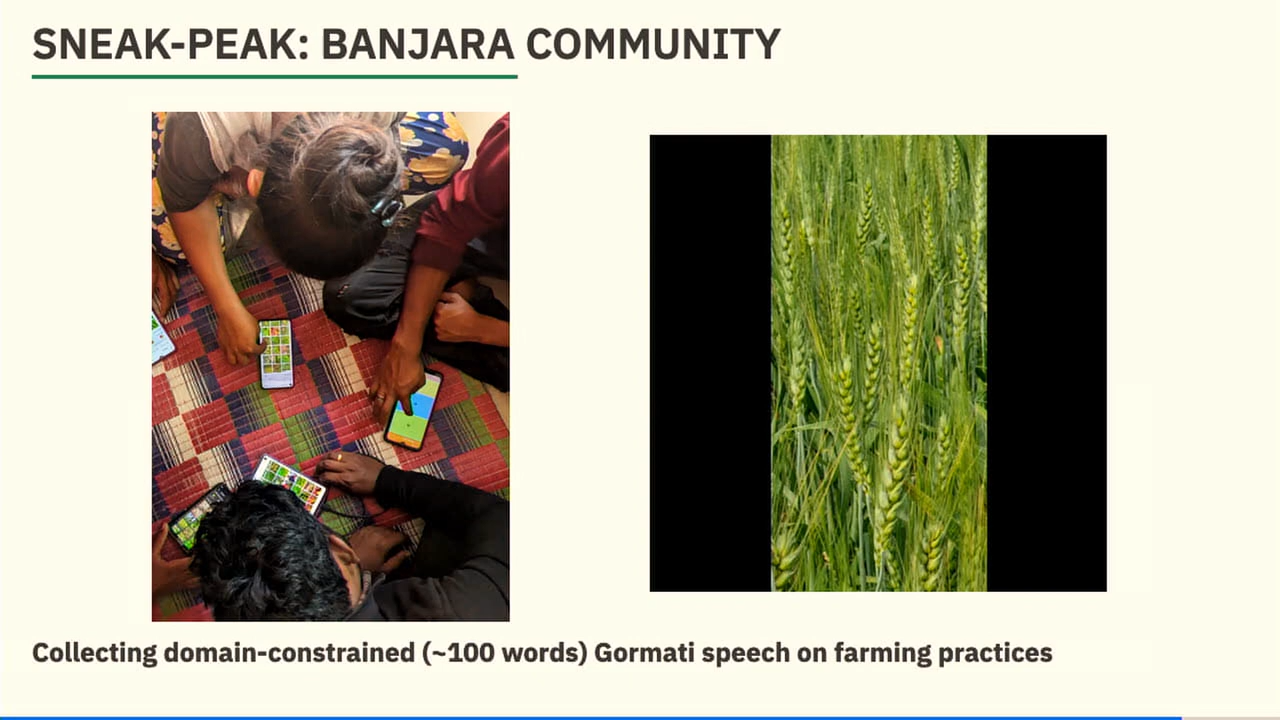 SNEAK-PEAK: BANJARA COMMUNITY
Collecting domain-constrained (~100 words) Gormati speech on farming practices